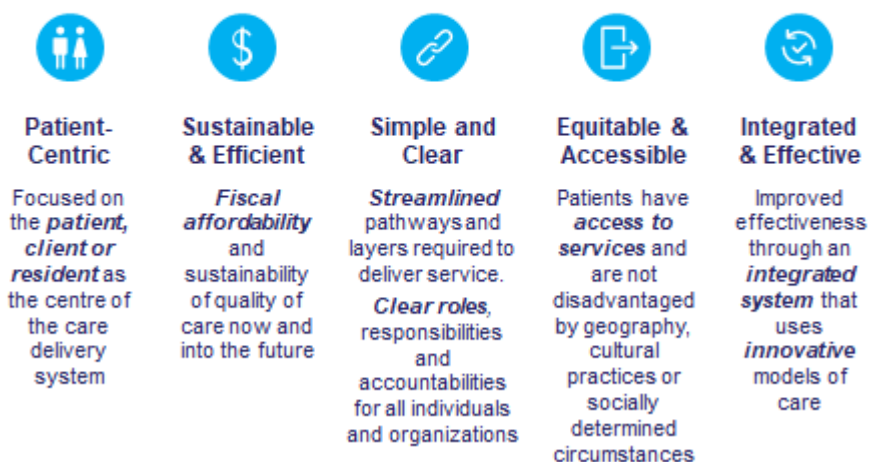 Patient-
Centric
Focused on
the patient,
client or
resident as
the centre of
the care
delivery
system
Sustainable
& Efficient
Fiscal
affordability
and
sustainability
of quality of
care now and
into the future
Simple and
Clear
Streamlined
pathways and
layers required to
deliver service.
Clear roles,
responsibilities
and
accountabilities
for all individuals
and organizations
Equitable &
Accessible
Patients have
access to
services and
are not
disadvantaged
by geography,
cultural
practices or
socially
determined
circumstances
Integrated
& Effective
Improved
effectiveness
through an
integrated
system that
uses
innovative
models of
care